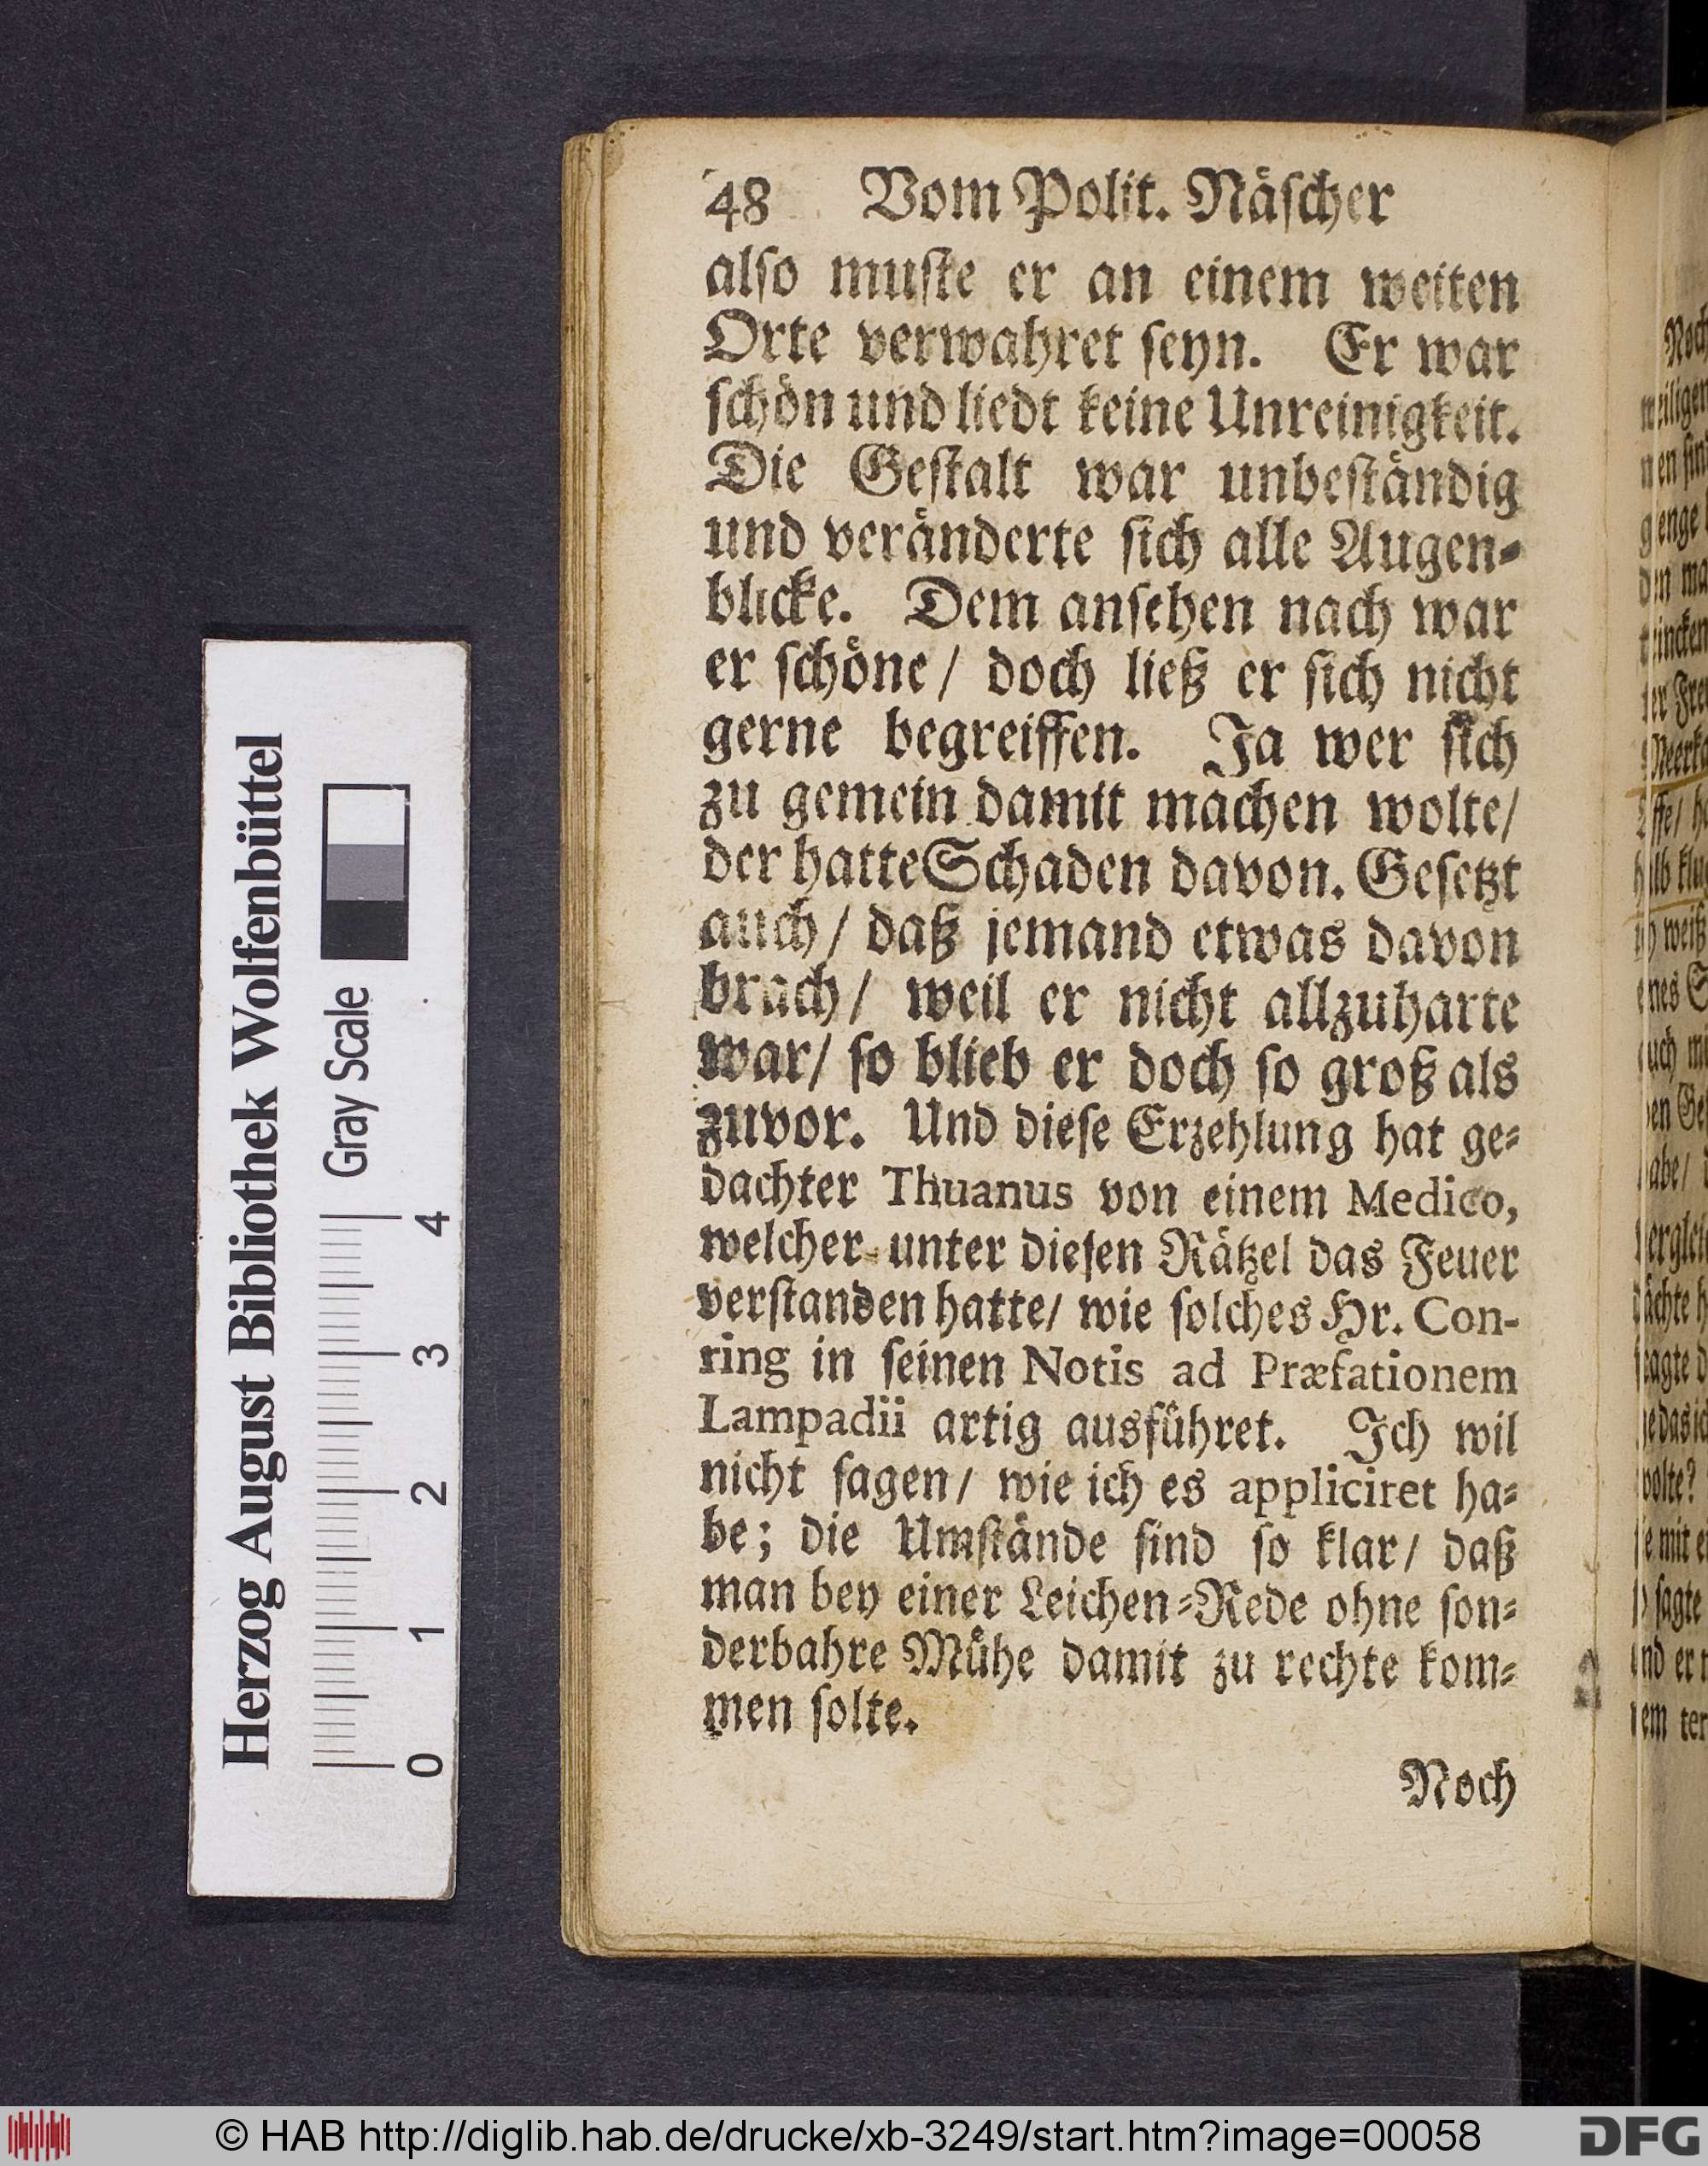 48 Vom Polit. Näſcher
alſo muſte er an einem weiten
Orte verwahret ſeyn. Er war
ſchön und liedt keine Unreinigkeit.
Die Geſtalt war unbeſtändig
und veränderte ſich alle Augen⸗
blicke. Dem anſehen nach war
er ſchöne/ doch ließ er ſich nicht
gerne begreiffen. Ja wer ſich
zu gemein damit machen wolte/
der hatte Schaden davon. Geſetzt
auch/ daß jemand etwas davon
brach/ weil er nicht allzuharte
war/ ſo blieb er doch ſo groß als
zuvor. Und dieſe Erzehlung hat ge⸗
dachter Thuanus von einem Medico,
welcher unter dieſen Rätzel das Feuer
verſtanden hatte/ wie ſolches Hr. Con-
ring in ſeinen Notis ad Præfationem
Lampadii artig ausführet. Ich wil
nicht ſagen/ wie ich es appliciret ha⸗
be; die Umſtände ſind ſo klar/ daß
man bey einer Leichen⸗Rede ohne ſon⸗
derbahre Mühe damit zu rechte kom⸗
men ſolte.
Noch
Herzog August Bibliothek Wolfenbüttel
Gray Scale
0 1 2 3 4
© HAB http://diglib.hab.de/drucke/xb-3249/start.htm?image=00058
DFG